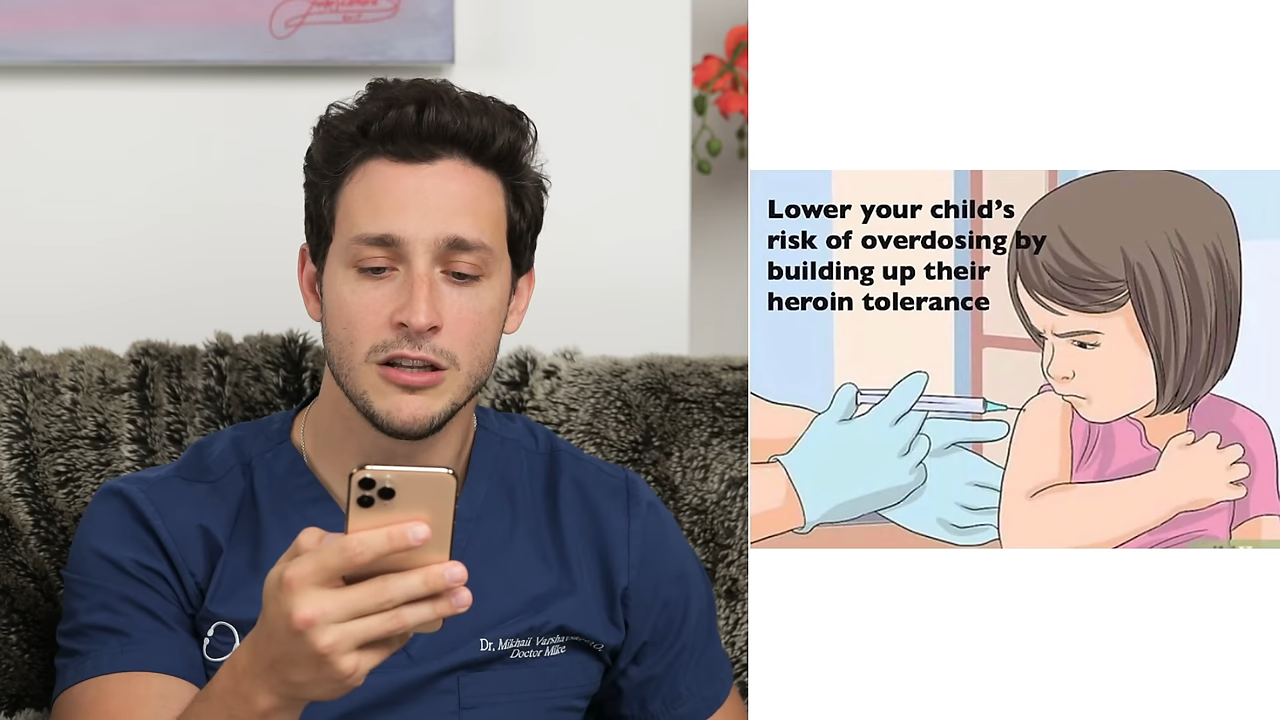 Dr. Mikhail
Doctor Mike
Lower your child's
risk of overdosing by
building up their
heroin tolerance